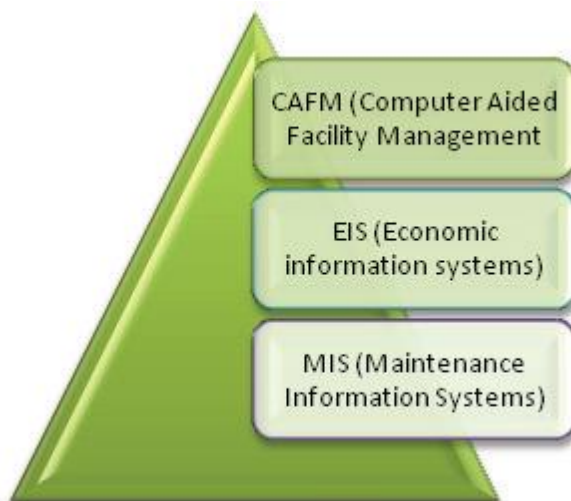 CAFM (Computer Aided
Facility Management
EIS (Economic
information systems)
MIS (Maintenance
Information Systems)